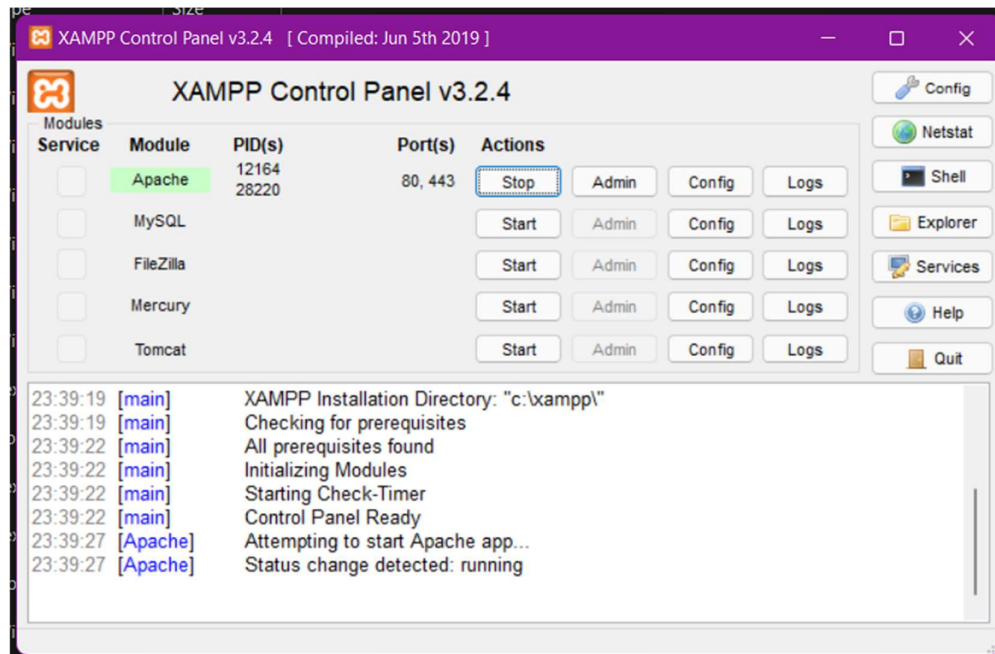 pe Size
XAMPP Control Panel v3.2.4 [ Compiled: Jun 5th 2019 ]
XAMPP Control Panel v3.2.4
Config
Modules
Service Module PID(s) Port(s) Actions
Netstat
Apache 12164 28220 80, 443 Stop Admin Config Logs
Shell
MySQL Start Admin Config Logs
Explorer
FileZilla Start Admin Config Logs
Services
Mercury Start Admin Config Logs
Help
Tomcat Start Admin Config Logs
Quit
23:39:19 [main] XAMPP Installation Directory: "c:\xampp\"
23:39:19 [main] Checking for prerequisites
23:39:22 [main] All prerequisites found
23:39:22 [main] Initializing Modules
23:39:22 [main] Starting Check-Timer
23:39:22 [main] Control Panel Ready
23:39:27 [Apache] Attempting to start Apache app...
23:39:27 [Apache] Status change detected: running